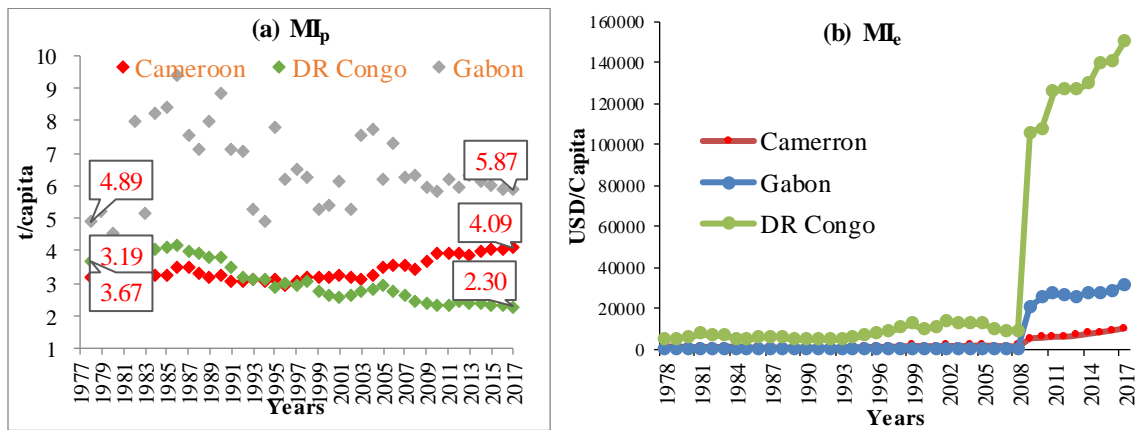 (a) MIp
10
9
8
7
6
5
4
3
2
1
t/capita
Cameroon DR Congo Gabon
4.89
3.19
3.67
5.87
4.09
2.30
1977 1979 1981 1983 1985 1987 1989 1991 1993 1995 1997 1999 2001 2003 2005 2007 2009 2011 2013 2015 2017
Years
(b) MIe
160000
140000
120000
100000
80000
60000
40000
20000
0
USD/Capita
Camerron
Gabon
DR Congo
1978 1981 1984 1987 1990 1993 1996 1999 2002 2005 2008 2011 2014 2017
Years